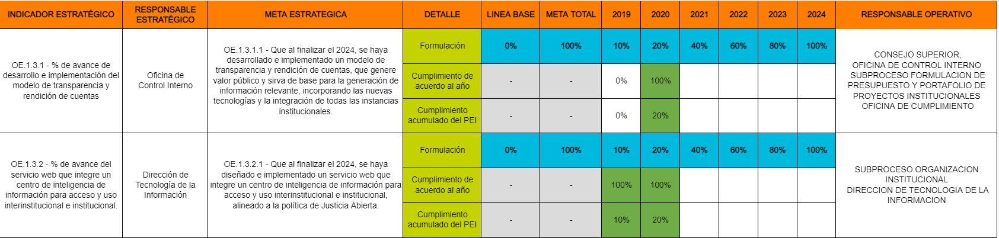 INDICADOR ESTRATÉGICO
RESPONSABLE
ESTRATÉGICO
META ESTRATEGICA
DETALLE
LINEA BASE
META TOTAL
2019
2020
2021
2022
2023
2024
RESPONSABLE OPERATIVO
OE.1.3.1 - % de avance de
desarrollo e implementación del
modelo de transparencia y
rendición de cuentas
Oficina de
Control Interno
OE.1.3.1.1 - Que al finalizar el 2024, se haya
desarrollado e implementado un modelo de
transparencia y rendición de cuentas, que genere
valor público y sirva de base para la generación de
información relevante, incorporando las nuevas
tecnologías y la integración de todas las instancias
institucionales.
Formulación
0%
100%
10%
20%
40%
60%
80%
100%
Cumplimiento de
acuerdo al año
-
-
0%
100%
Cumplimiento
acumulado del PEI
-
-
0%
20%
CONSEJO SUPERIOR,
OFICINA DE CONTROL INTERNO
SUBPROCESO FORMULACION DE
PRESUPUESTO Y PORTAFOLIO DE
PROYECTOS INSTITUCIONALES
OFICINA DE CUMPLIMIENTO
OE.1.3.2 - % de avance del
servicio web que integre un
centro de inteligencia de
información para acceso y uso
interinstitucional e institucional.
Dirección de
Tecnología de la
Información
OE.1.3.2.1 - Que al finalizar el 2024, se haya
diseñado e implementado un servicio web que
integre un centro de inteligencia de información para
acceso y uso interinstitucional e institucional,
alineado a la política de Justicia Abierta.
Formulación
0%
100%
10%
20%
40%
60%
80%
100%
Cumplimiento de
acuerdo al año
-
-
100%
100%
Cumplimiento
acumulado del PEI
-
-
10%
20%
SUBPROCESO ORGANIZACION
INSTITUCIONAL
DIRECCION DE TECNOLOGIA DE LA
INFORMACION